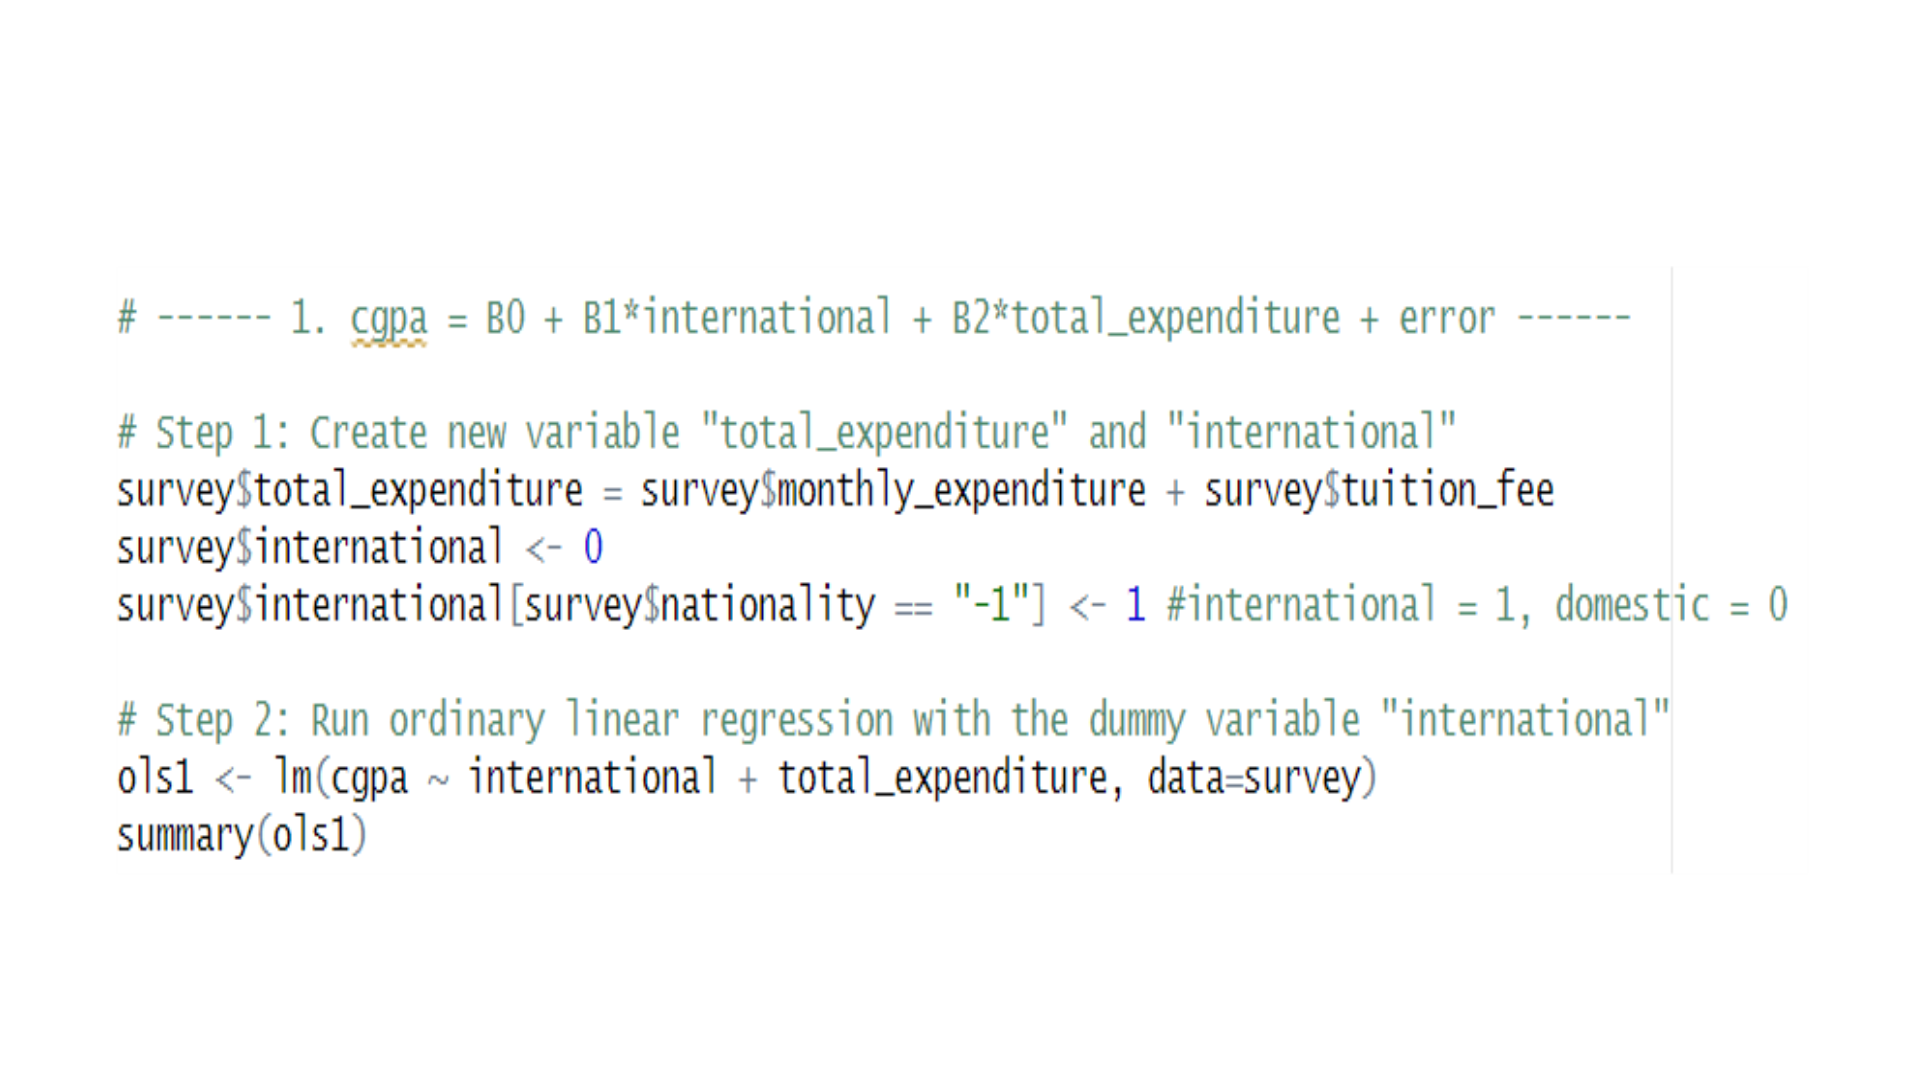 # ------ 1. cgpa = B0 + B1*international + B2*total_expenditure + error ------
# Step 1: Create new variable "total_expenditure" and "international"
survey$total_expenditure = survey$monthly_expenditure + survey$tuition_fee
survey$international <- 0
survey$international[survey$nationality == "-1"] <- 1 #international = 1, domestic = 0
# Step 2: Run ordinary linear regression with the dummy variable "international"
ols1 <- lm(cgpa ~ international + total_expenditure, data=survey)
summary(ols1)